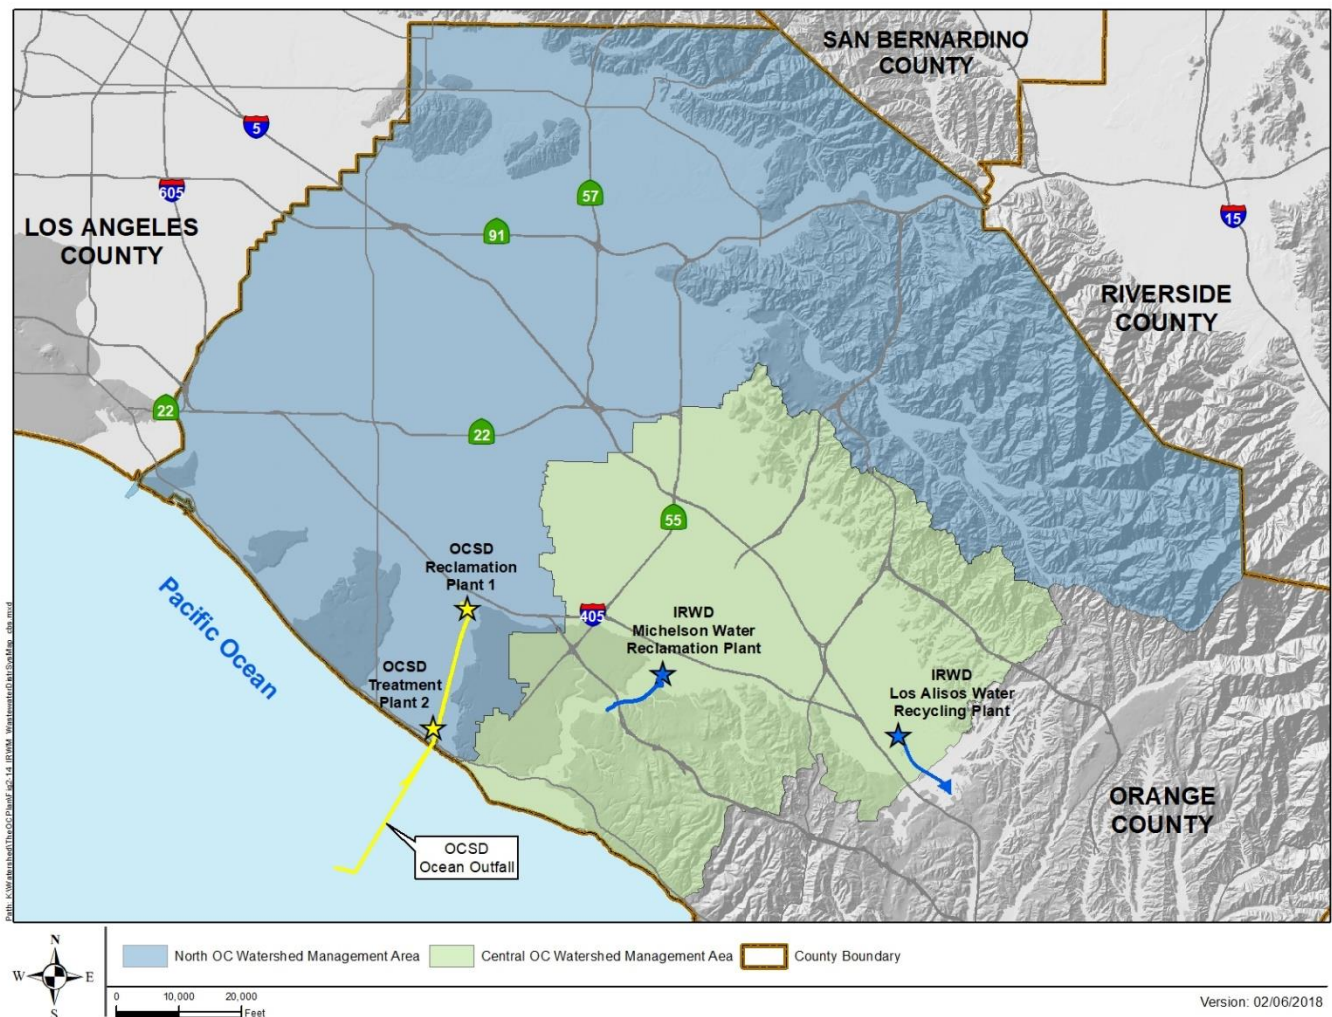 SAN BERNARDINO
COUNTY
5
605
57
15
LOS ANGELES
COUNTY
91
RIVERSIDE
COUNTY
22
22
55
OCSD
Reclamation
Plant 1
405
IRWD
Michelson Water
Reclamation Plant
Pacific Ocean
OCSD
Treatment
Plant 2
IRWD
Los Alisos Water
Recycling Plant
ORANGE
COUNTY
OCSD
Ocean Outfall
N
W
E
S
North OC Watershed Management Area
Central OC Watershed Management Aea
County Boundary
0
10,000
20,000
Feet
Version: 02/06/2018